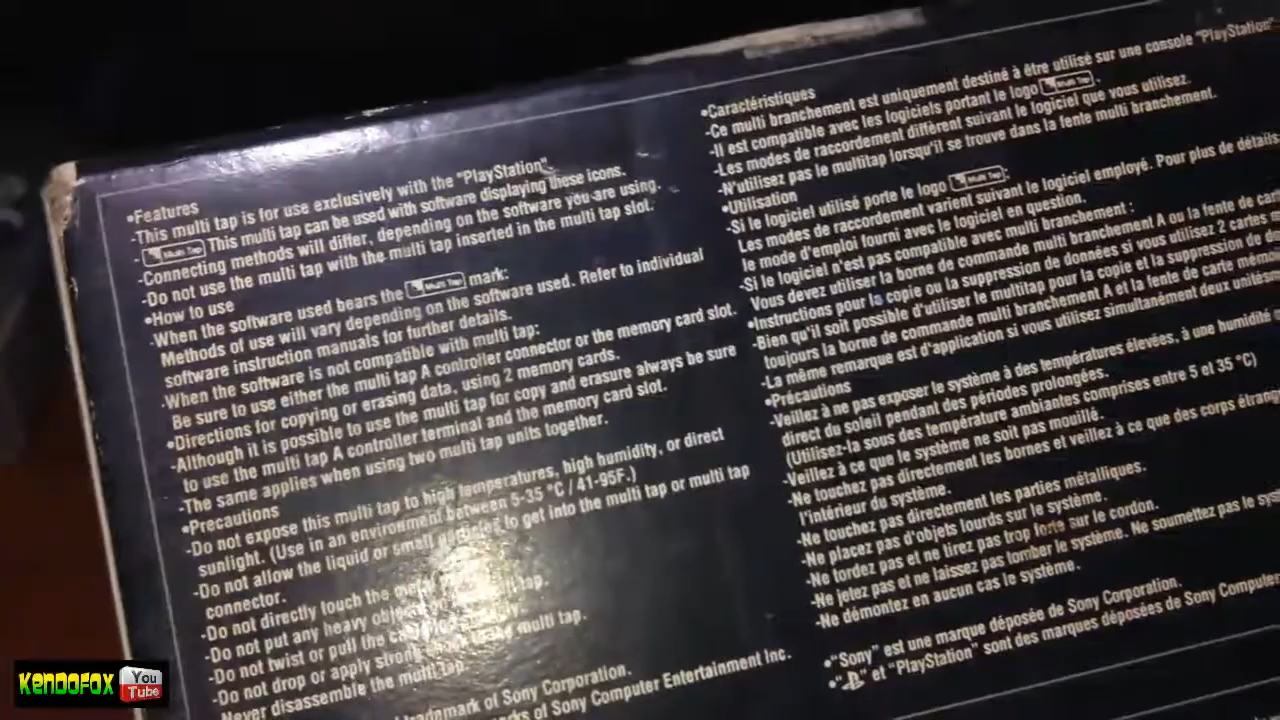 •Features
-This multi tap is for use exclusively with the "PlayStation".
- Multi Tap This multi tap can be used with software displaying these icons.
-Connecting methods will differ, depending on the software you are using.
-Do not use the multi tap with the multi tap inserted in the multi tap slot.
•How to use
-When the software used bears the Multi Tap mark:
Methods of use will vary depending on the software used. Refer to individual
software instruction manuals for further details.
-When the software is not compatible with multi tap:
Be sure to use either the multi tap A controller connector or the memory card slot.
•Directions for copying or erasing data, using 2 memory cards.
-Although it is possible to use the multi tap for copy and erasure always be sure
to use the multi tap A controller terminal and the memory card slot.
-The same applies when using two multi tap units together.
•Precautions
-Do not expose this multi tap to high temperatures, high humidity, or direct
sunlight. (Use in an environment between 5-35 °C / 41-95F.)
-Do not allow the liquid or small particles to get into the multi tap or multi tap
connector.
-Do not directly touch the
-Do not put any heavy tap.
-Do not twist or pull the
-Do not drop or apply strong multi tap.
Never disassemble the multi tap.
trademark of Sony Corporation.
of Sony Computer Entertainment Inc.
•Caractéristiques
-Ce multi branchement est uniquement destiné à être utilisé sur une console "PlayStation"
-Il est compatible avec les logiciels portant le logo Multi Tap.
-Les modes de raccordement diffèrent suivant le logiciel que vous utilisez.
-N'utilisez pas le multitap lorsqu'il se trouve dans la fente multi branchement.
•Utilisation
-Si le logiciel utilisé porte le logo Multi Tap:
Les modes de raccordement varient suivant le logiciel employé. Pour plus de détails
le mode d'emploi fourni avec le logiciel en question.
-Si le logiciel n'est pas compatible avec multi branchement :
Vous devez utiliser la borne de commande multi branchement A ou la fente de
•Instructions pour la copie ou la suppression de données si vous utilisez 2 cartes
-Bien qu'il soit possible d'utiliser le multitap pour la copie et la suppression de
toujours la borne de commande multi branchement A et la fente de carte
-La même remarque est d'application si vous utilisez simultanément deux
•Précautions
-Veillez à ne pas exposer le système à des températures élevées, à une humidité
direct du soleil pendant des périodes prolongées.
(Utilisez-la sous des température ambiantes comprises entre 5 et 35 °C)
-Veillez à ce que le système ne soit pas mouillé.
-Ne touchez pas directement les bornes et veillez à ce que des corps
l'intérieur du système.
-Ne touchez pas directement les parties métalliques.
-Ne placez pas d'objets lourds sur le système.
-Ne tordez pas et ne tirez pas trop forte sur le cordon.
-Ne jetez pas et ne laissez pas tomber le système. Ne soumettez pas le
-Ne démontez en aucun cas le système.
•"Sony" est une marque déposée de Sony Corporation.
•" " et "PlayStation" sont des marques déposées de Sony Computer
KENDOFOX YouTube